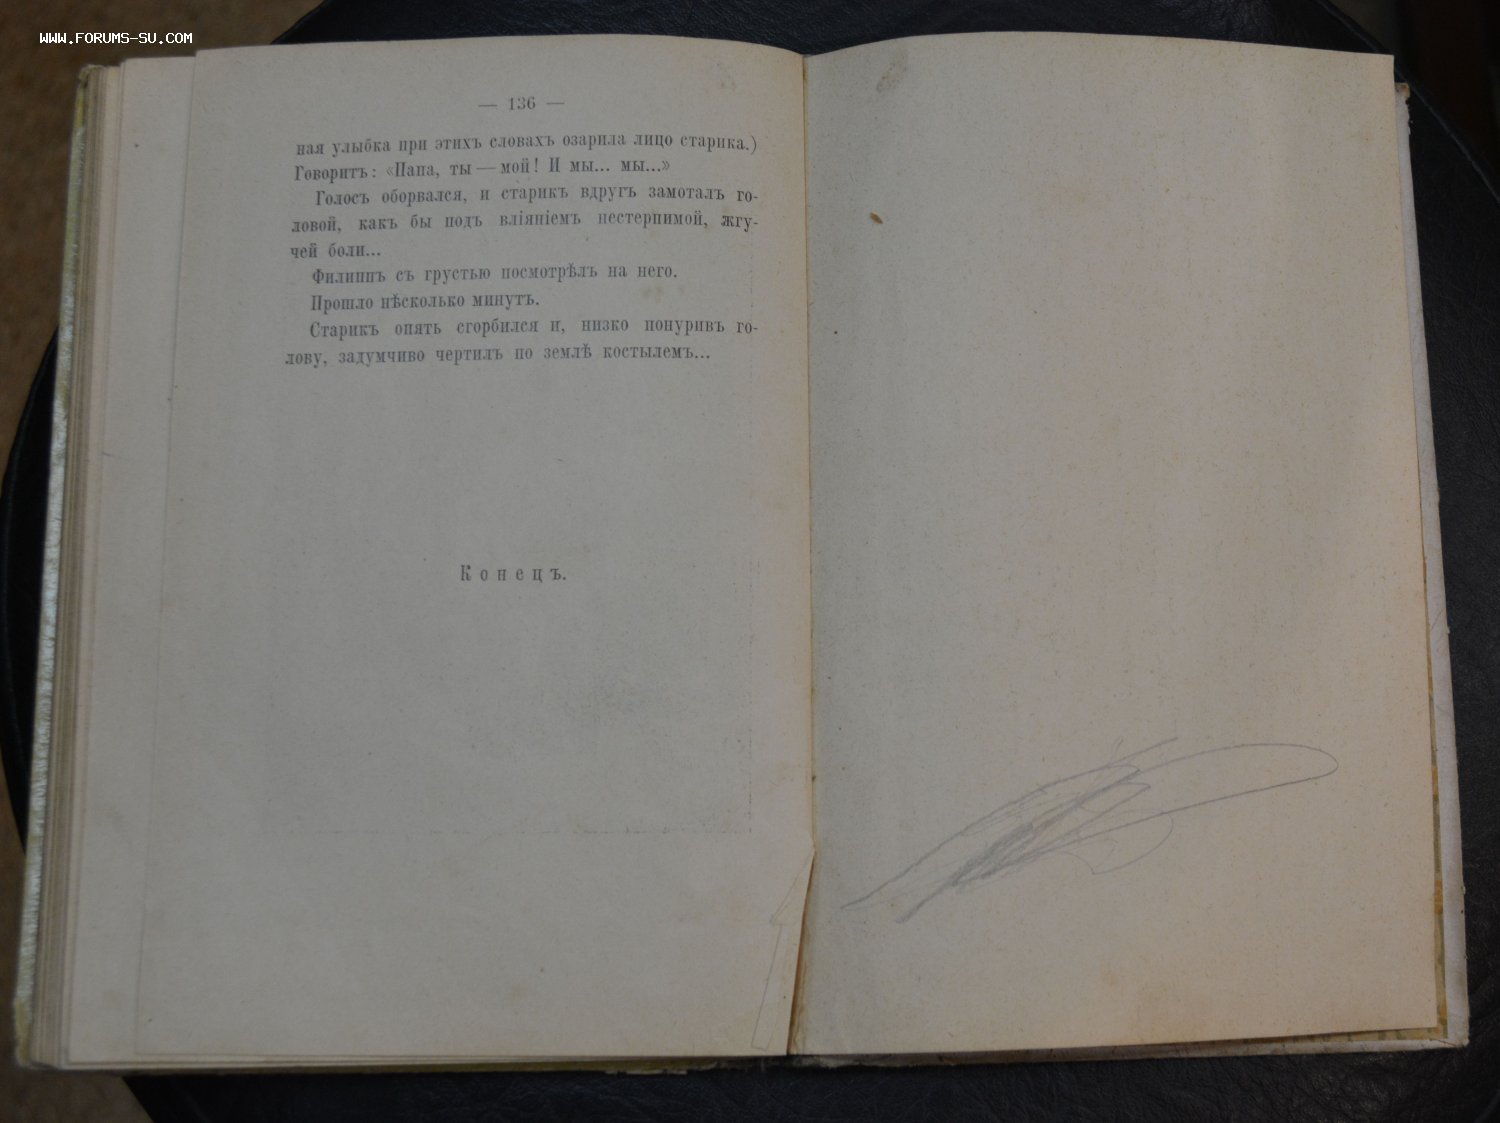 WWW.FORUMS-SU.COM
— 136 —
ная улыбка при этихъ словахъ озарила лицо старика.)
Говоритъ: «Папа, ты — мой! И мы... мы...»
Голосъ оборвался, и старикъ вдругъ замоталъ го-
ловой, какъ бы подъ вліяніемъ нестерпимой, жгу-
чей боли...
Филиппъ съ грустью посмотрѣлъ на него.
Прошло нѣсколько минутъ.
Старикъ опять сгорбился и, низко понуривъ го-
лову, задумчиво чертилъ по землѣ костылемъ...
Конецъ.